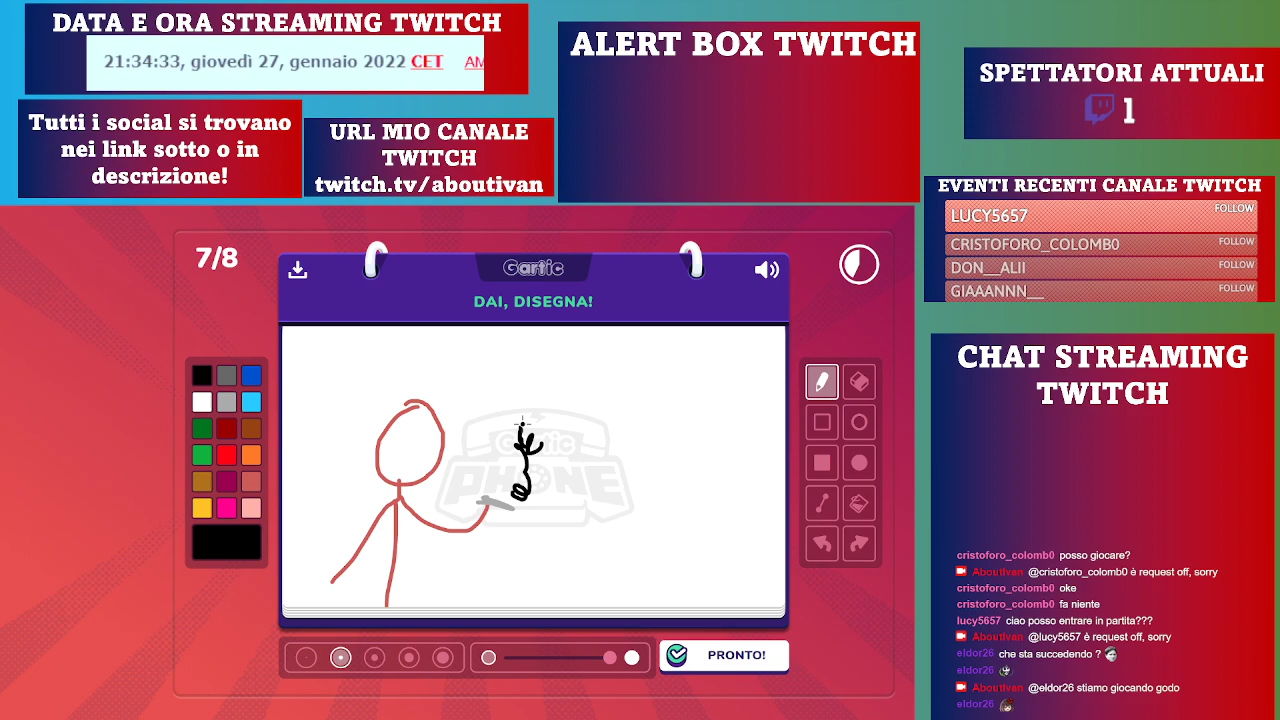 DATA E ORA STREAMING TWITCH
21:34:33, giovedì 27, gennaio 2022 CET AM
Tutti i social si trovano
nei link sotto o in
descrizione!
URL MIO CANALE
TWITCH
twitch.tv/aboutivan
ALERT BOX TWITCH
SPETTATORI ATTUALI
1
EVENTI RECENTI CANALE TWITCH
LUCY5657 FOLLOW
CRISTOFORO_COLOMB0 FOLLOW
DON__ALII FOLLOW
GIAAANNN__ FOLLOW
7/8
Gartic
DAI, DISEGNA!
Gartic
PHONE
PRONTO!
CHAT STREAMING
TWITCH
cristoforo_colomb0 posso giocare?
AboutIvan @cristoforo_colomb0 è request off, sorry
cristoforo_colomb0 oke
cristoforo_colomb0 fa niente
lucy5657 ciao posso entrare in partita???
AboutIvan @lucy5657 è request off, sorry
eldor26 che sta succedendo ?
eldor26
AboutIvan @eldor26 stiamo giocando godo
eldor26